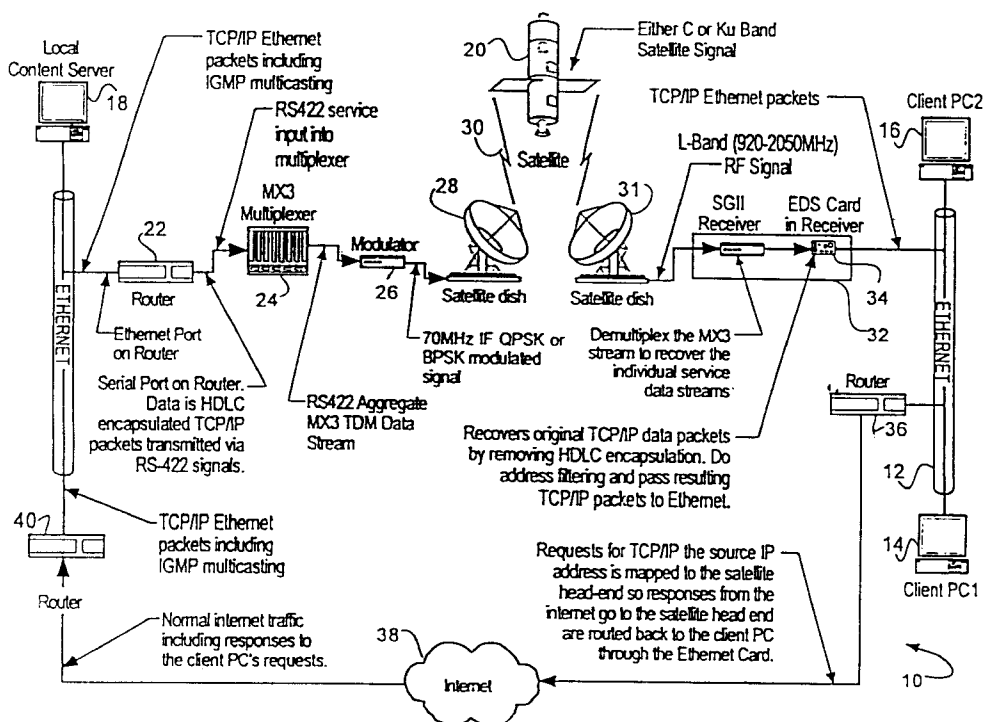 Local
Content Server
18
TCP/IP Ethernet
packets including
IGMP multicasting
RS422 service
input into
multiplexer
20
Either C or Ku Band
Satellite Signal
30
Satellite
TCP/IP Ethernet packets
Client PC2
16
L-Band (920-2050MHz)
RF Signal
MX3
Multiplexer
28
31
SGII
Receiver
EDS Card
in Receiver
22
Router
24
Modulator
26
Satellite dish
Satellite dish
34
32
ETHERNET
ETHERNET
Ethernet Port
on Router
70MHz IF QPSK or
BPSK modulated
signal
Demultiplex the MX3
stream to recover the
individual service
data streams
Serial Port on Router.
Data is HDLC
encapsulated TCP/IP
packets transmitted via
RS-422 signals.
RS422 Aggregate
MX3 TDM Data
Stream
Router
36
Recovers original TCP/IP data packets
by removing HDLC encapsulation. Do
address filtering and pass resulting
TCP/IP packets to Ethernet.
12
40
Router
TCP/IP Ethernet
packets including
IGMP multicasting
14
Client PC1
Requests for TCP/IP the source IP
address is mapped to the satellite
head-end so responses from the
internet go to the satellite head end
are routed back to the client PC
through the Ethernet Card.
Normal internet traffic
including responses to
the client PC's requests.
38
Internet
10